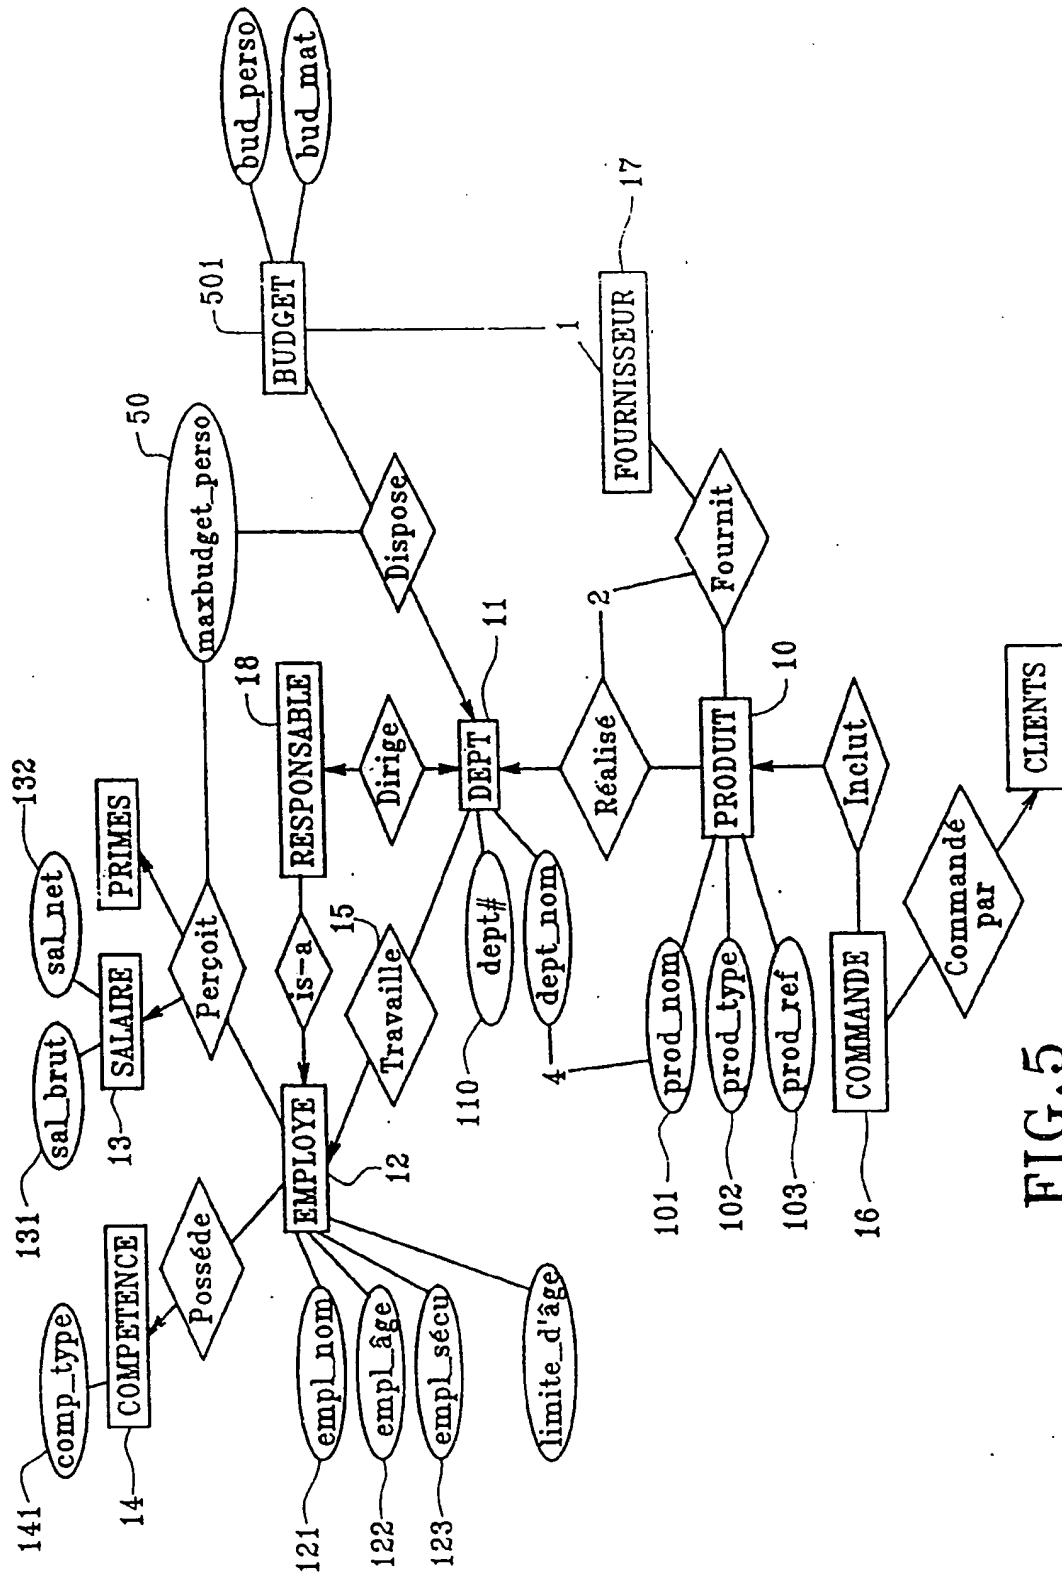 141
comp_type
14
COMPETENCE
Posséde
131
sal_brut
13
SALAIRE
sal_net
132
PRIMES
Perçoit
maxbudget_perso
50
121
empl_nom
122
empl_âge
123
empl_sécu
limite_d'âge
EMPLOYE
12
is-a
RESPONSABLE
18
Travaille
15
Dirige
Dispose
BUDGET
501
bud_perso
bud_mat
110
dept#
dept_nom
4
DEPT
11
Réalisé
2
1
Fournit
FOURNISSEUR
17
101
prod_nom
102
prod_type
103
prod_ref
PRODUIT
10
16
COMMANDE
Inclut
Commandé
par
CLIENTS
FIG.5